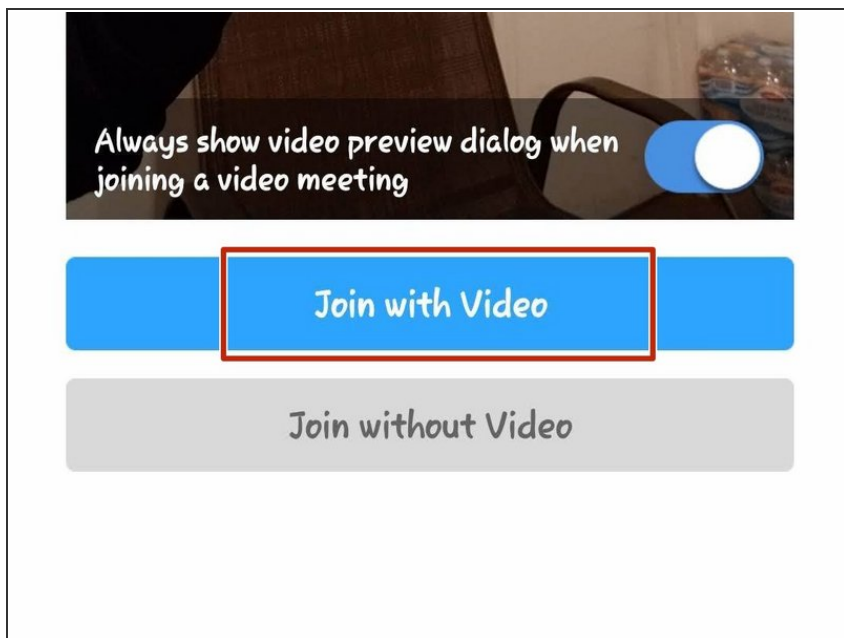 Always show video preview dialog when
joining a video meeting
Join with Video
Join without Video